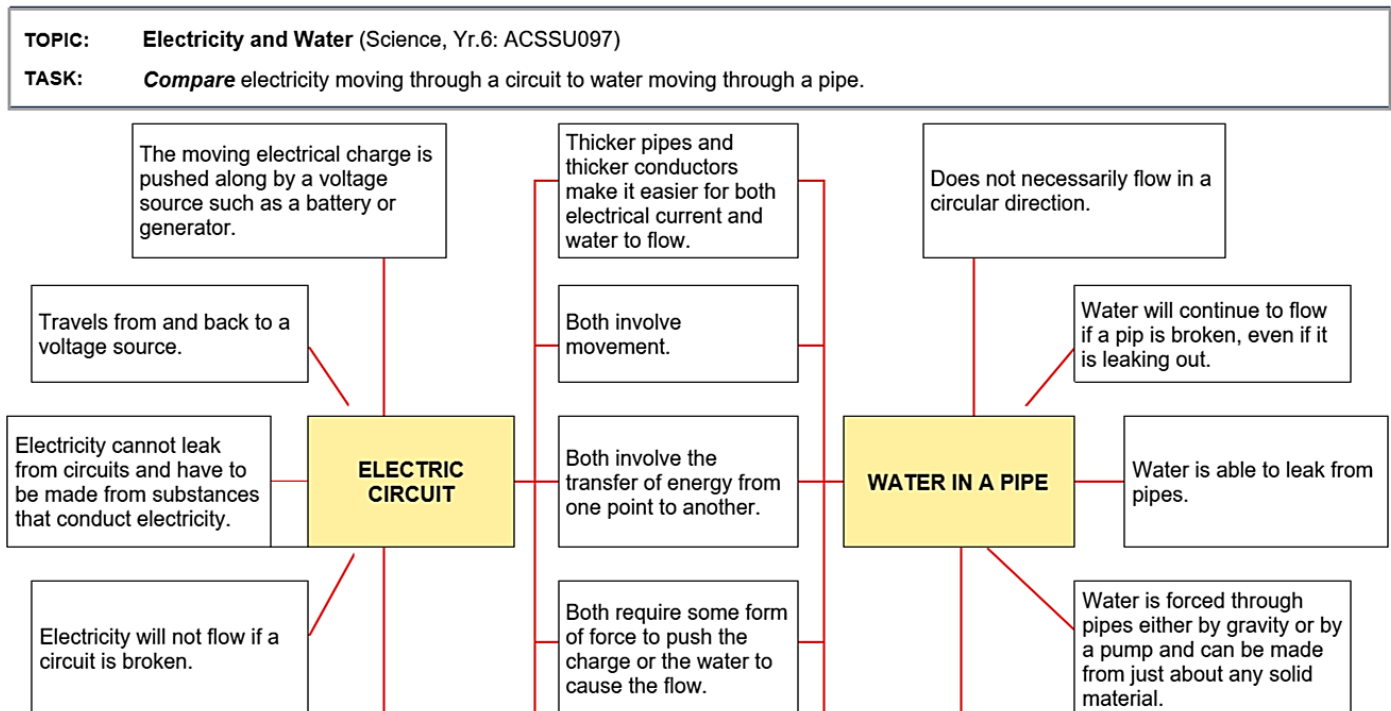 TOPIC: Electricity and Water (Science, Yr.6: ACSSU097)
TASK: Compare electricity moving through a circuit to water moving through a pipe.
The moving electrical charge is
pushed along by a voltage
source such as a battery or
generator.
Thicker pipes and
thicker conductors
make it easier for both
electrical current and
water to flow.
Does not necessarily flow in a
circular direction.
Travels from and back to a
voltage source.
Both involve
movement.
Water will continue to flow
if a pip is broken, even if it
is leaking out.
Electricity cannot leak
from circuits and have to
be made from substances
that conduct electricity.
ELECTRIC
CIRCUIT
Both involve the
transfer of energy from
one point to another.
WATER IN A PIPE
Water is able to leak from
pipes.
Electricity will not flow if a
circuit is broken.
Both require some form
of force to push the
charge or the water to
cause the flow.
Water is forced through
pipes either by gravity or by
a pump and can be made
from just about any solid
material.